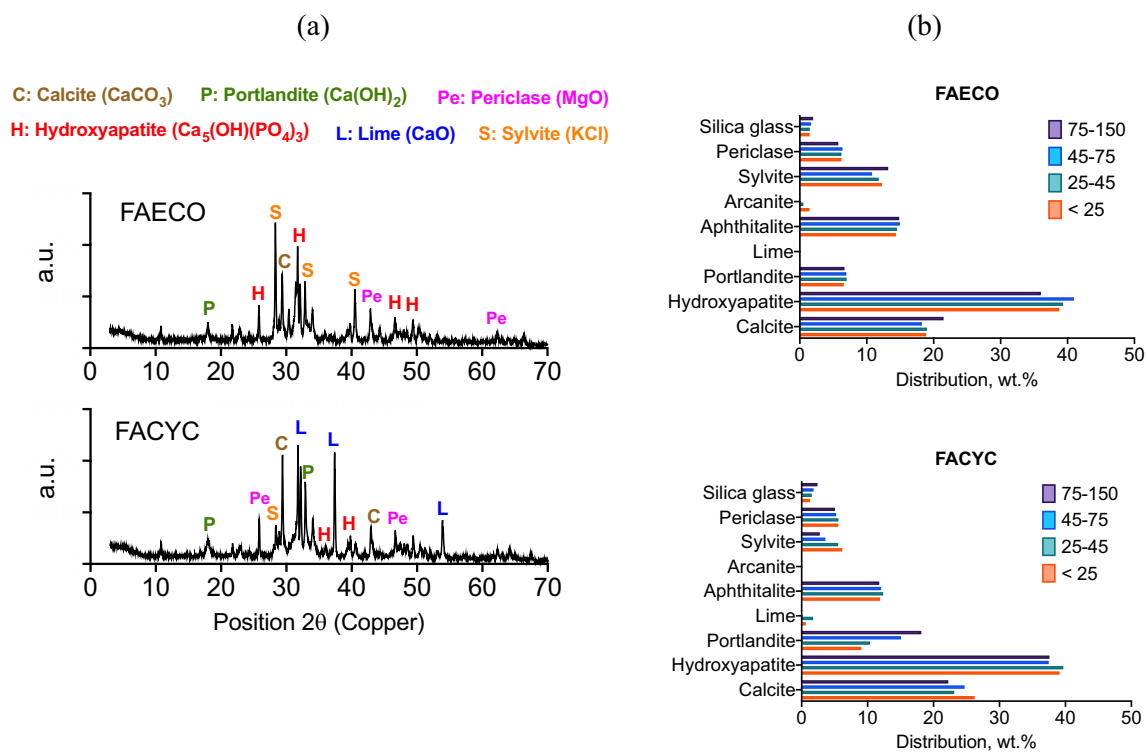 (a)
(b)
C: Calcite (CaCO3) P: Portlandite (Ca(OH)2) Pe: Periclase (MgO)
H: Hydroxyapatite (Ca5(OH)(PO4)3) L: Lime (CaO) S: Sylvite (KCl)
FAECO
a.u.
S
H
C
S
S
H
Pe
P
H H
Pe
0 10 20 30 40 50 60 70
FACYC
a.u.
L
L
C
P
Pe
S
L
P
H
H
C
Pe
0 10 20 30 40 50 60 70
Position 2θ (Copper)
FAECO
Silica glass
Periclase
Sylvite
Arcanite
Aphthitalite
Lime
Portlandite
Hydroxyapatite
Calcite
75-150
45-75
25-45
< 25
0 10 20 30 40 50
Distribution, wt.%
FACYC
Silica glass
Periclase
Sylvite
Arcanite
Aphthitalite
Lime
Portlandite
Hydroxyapatite
Calcite
75-150
45-75
25-45
< 25
0 10 20 30 40 50
Distribution, wt.%